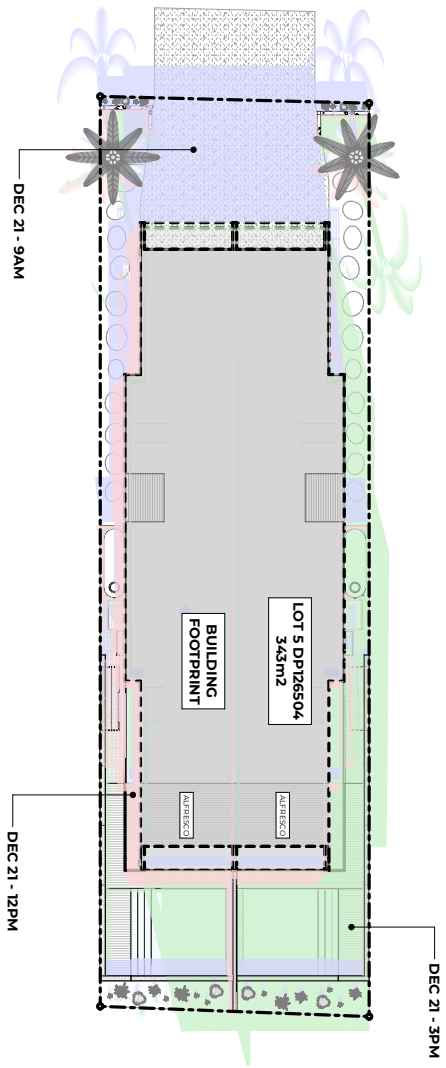 DEC 21 - 9AM
LOT 5 DP126504
343m2
BUILDING
FOOTPRINT
ALFRESCO
ALFRESCO
DEC 21 - 12PM
DEC 21 - 3PM